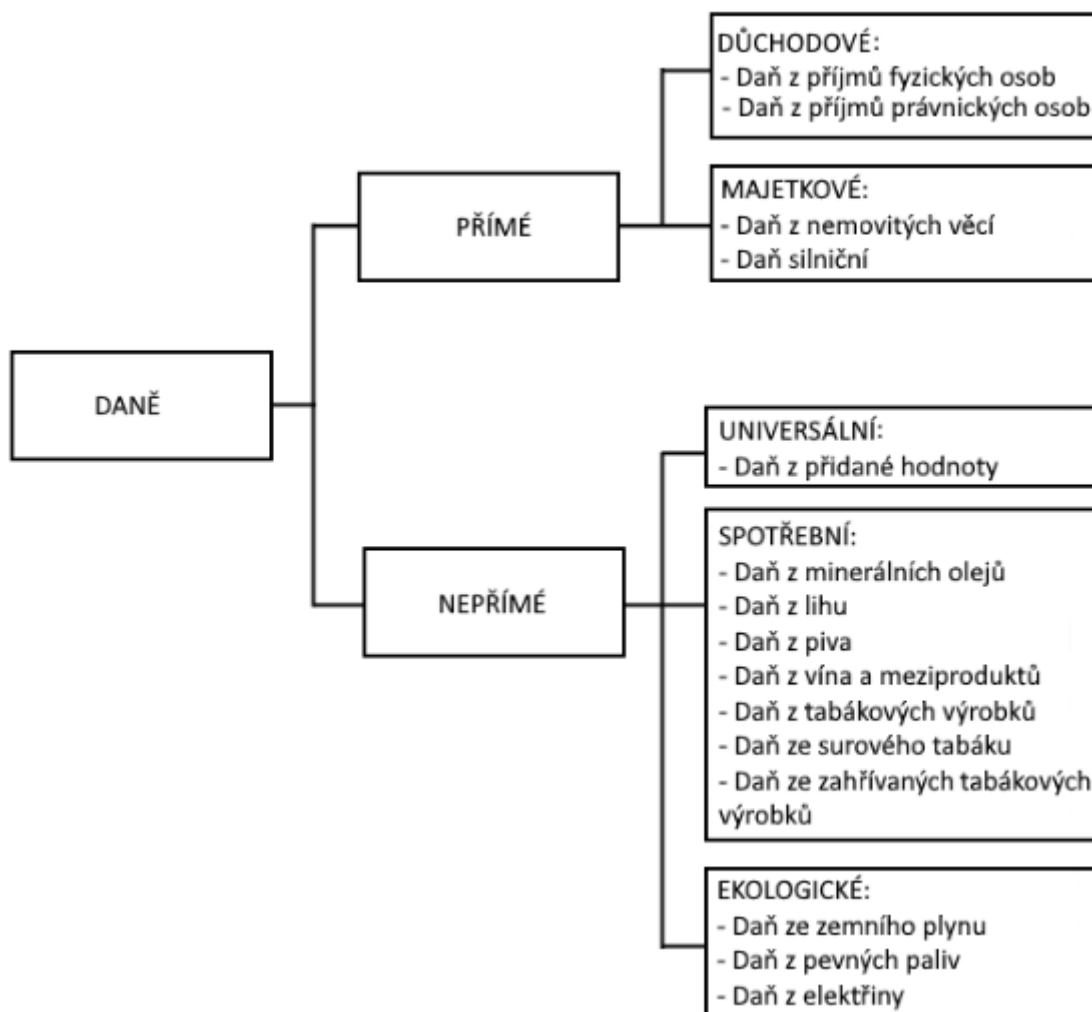 DŮCHODOVÉ:
- Daň z příjmů fyzických osob
- Daň z příjmů právnických osob
PŘÍMÉ
MAJETKOVÉ:
- Daň z nemovitých věcí
- Daň silniční
DANĚ
UNIVERSÁLNÍ:
- Daň z přidané hodnoty
NEPŘÍMÉ
SPOTŘEBNÍ:
- Daň z minerálních olejů
- Daň z lihu
- Daň z piva
- Daň z vína a meziproduktů
- Daň z tabákových výrobků
- Daň ze surového tabáku
- Daň ze zahřívaných tabákových
výrobků
EKOLOGICKÉ:
- Daň ze zemního plynu
- Daň z pevných paliv
- Daň z elektřiny